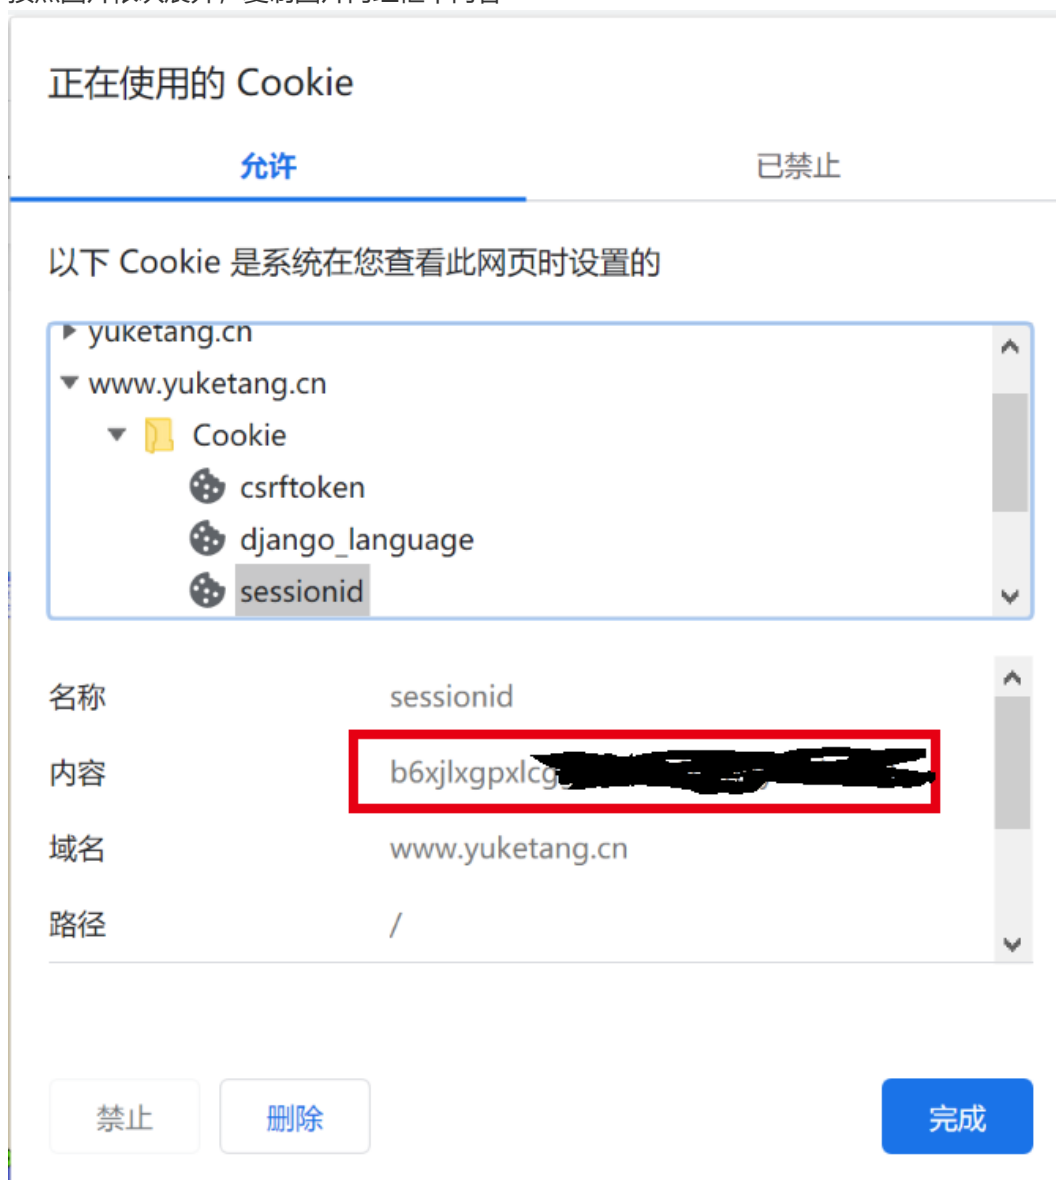 正在使用的 Cookie
允许
已禁止
以下 Cookie 是系统在您查看此网页时设置的
yuketang.cn
www.yuketang.cn
Cookie
csrftoken
django_language
sessionid
名称 sessionid
内容 b6xjlxgpxlcg
域名 www.yuketang.cn
路径 /
禁止 删除 完成